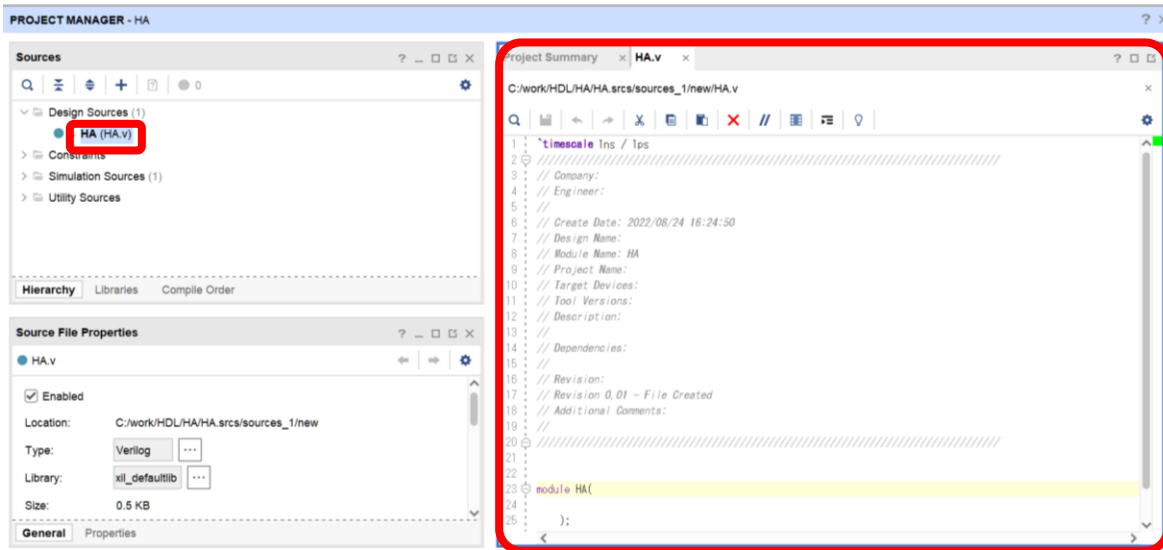 PROJECT MANAGER - HA
Sources
0
Design Sources (1)
HA (HA.v)
Constraints
Simulation Sources (1)
Utility Sources
Hierarchy Libraries Compile Order
Source File Properties
HA.v
Enabled
Location: C:/work/HDL/HA/HA.srcs/sources_1/new
Type: Verilog
Library: xil_defaultlib
Size: 0.5 KB
General Properties
Project Summary HA.v
C:/work/HDL/HA/HA.srcs/sources_1/new/HA.v
1 `timescale 1ns / 1ps
2 //////////////////////////////////////////////////////////////////////////////////
3 // Company:
4 // Engineer:
5 //
6 // Create Date: 2022/08/24 16:24:50
7 // Design Name:
8 // Module Name: HA
9 // Project Name:
10 // Target Devices:
11 // Tool Versions:
12 // Description:
13 //
14 // Dependencies:
15 //
16 // Revision:
17 // Revision 0.01 - File Created
18 // Additional Comments:
19 //
20 //////////////////////////////////////////////////////////////////////////////////
21
22
23 module HA(
24
25 );